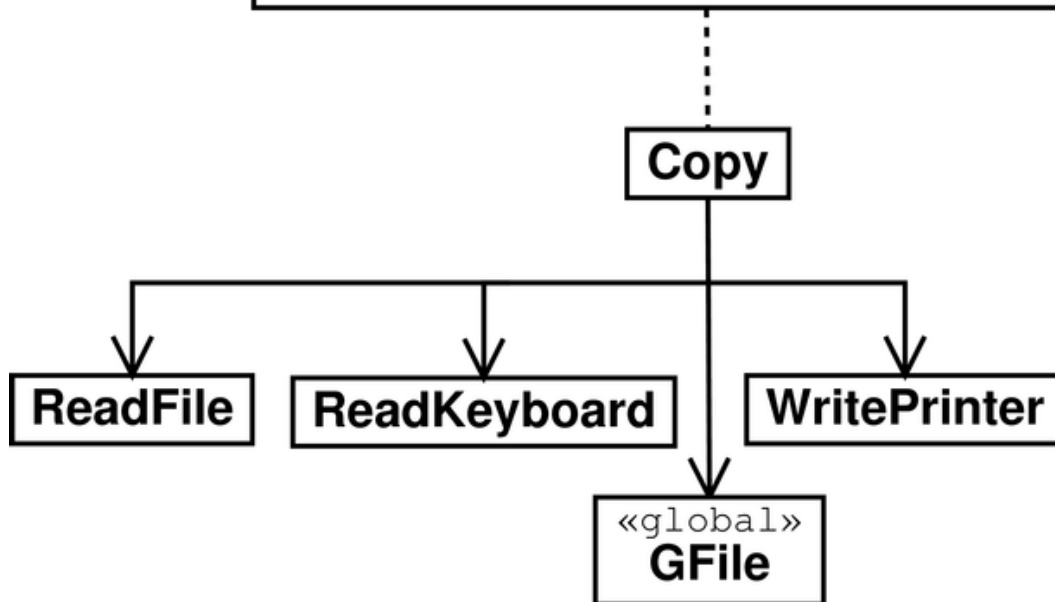 Copy
ReadFile
ReadKeyboard
WritePrinter
«global»
GFile